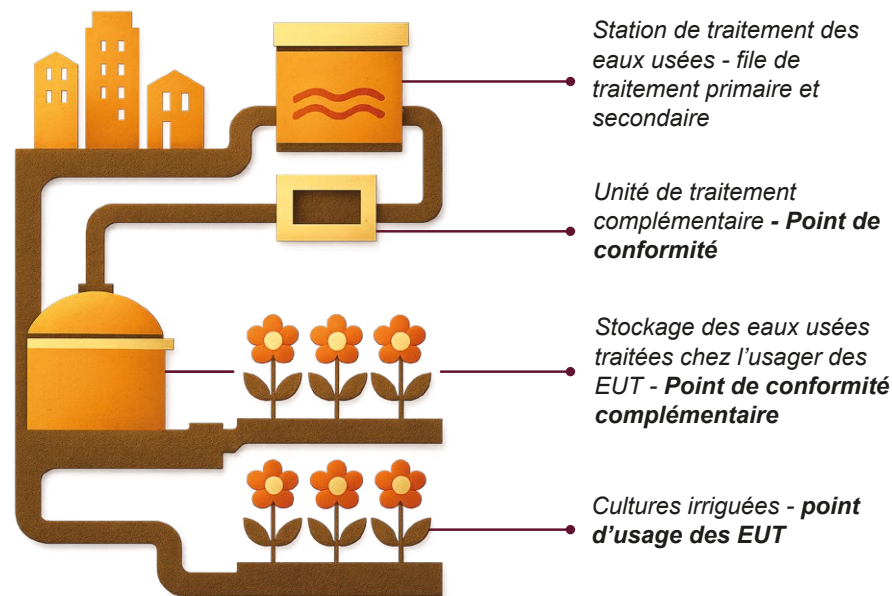 Station de traitement des
eaux usées - file de
traitement primaire et
secondaire
Unité de traitement
complémentaire - Point de
conformité
Stockage des eaux usées
traitées chez l’usager des
EUT - Point de conformité
complémentaire
Cultures irriguées - point
d’usage des EUT